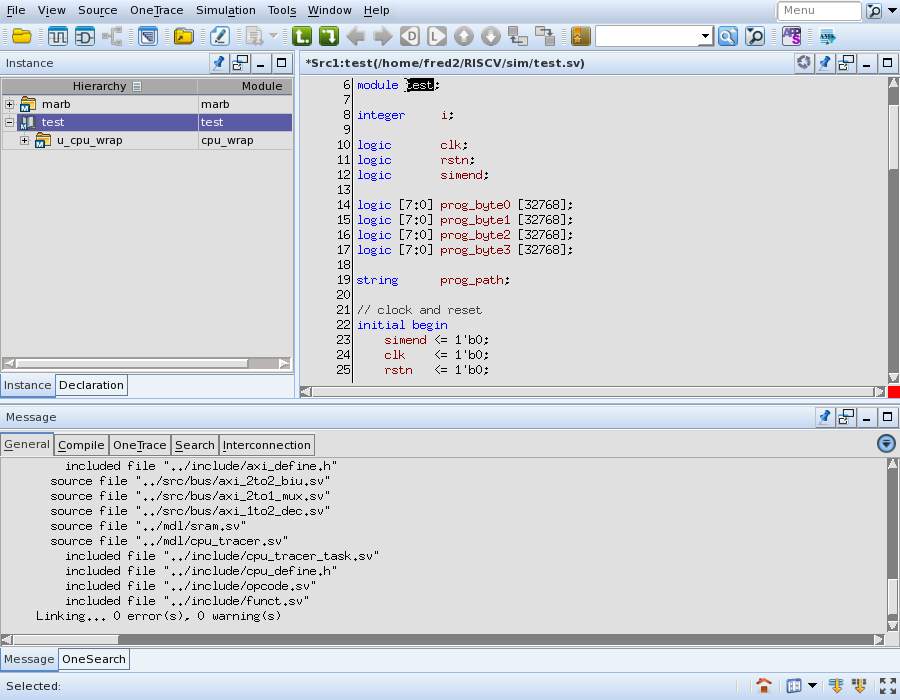 File View Source OneTrace Simulation Tools Window Help Menu
Instance
Hierarchy Module
marb marb
test test
u_cpu_wrap cpu_wrap
Instance Declaration
*Src1:test(/home/fred2/RISCV/sim/test.sv)
6 module test;
7
8 integer i;
9
10 logic clk;
11 logic rstn;
12 logic simend;
13
14 logic [7:0] prog_byte0 [32768];
15 logic [7:0] prog_byte1 [32768];
16 logic [7:0] prog_byte2 [32768];
17 logic [7:0] prog_byte3 [32768];
18
19 string prog_path;
20
21 // clock and reset
22 initial begin
23 simend <= 1'b0;
24 clk <= 1'b0;
25 rstn <= 1'b0;
Message
General Compile OneTrace Search Interconnection
included file "../include/axi_define.h"
source file "../src/bus/axi_2to2_biu.sv"
source file "../src/bus/axi_2to1_mux.sv"
source file "../src/bus/axi_1to2_dec.sv"
source file "../mdl/sram.sv"
source file "../mdl/cpu_tracer.sv"
included file "../include/cpu_tracer_task.sv"
included file "../include/cpu_define.h"
included file "../include/opcode.sv"
included file "../include/funct.sv"
Linking... 0 error(s), 0 warning(s)
Message OneSearch
Selected: